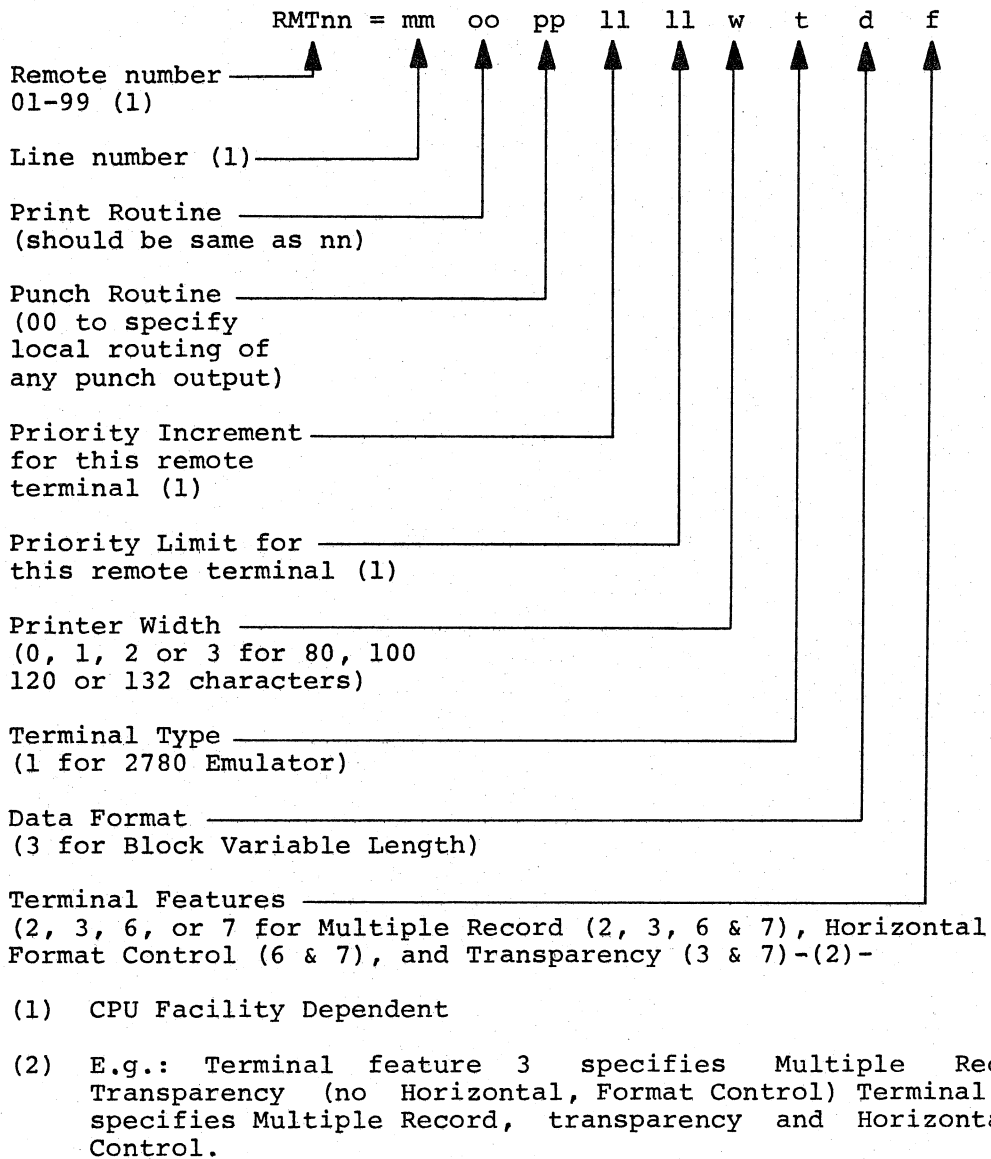 RMTnn = mm oo pp ll ll w t d f
Remote number
01-99 (1)
Line number (1)
Print Routine
(should be same as nn)
Punch Routine
(00 to specify
local routing of
any punch output)
Priority Increment
for this remote
terminal (1)
Priority Limit for
this remote terminal (1)
Printer Width
(0, 1, 2 or 3 for 80, 100
120 or 132 characters)
Terminal Type
(1 for 2780 Emulator)
Data Format
(3 for Block Variable Length)
Terminal Features
(2, 3, 6, or 7 for Multiple Record (2, 3, 6 & 7), Horizontal
Format Control (6 & 7), and Transparency (3 & 7)-(2)-
(1) CPU Facility Dependent
(2) E.g.: Terminal feature 3 specifies Multiple
Transparency (no Horizontal, Format Control) Terminal
specifies Multiple Record, transparency and
Control.